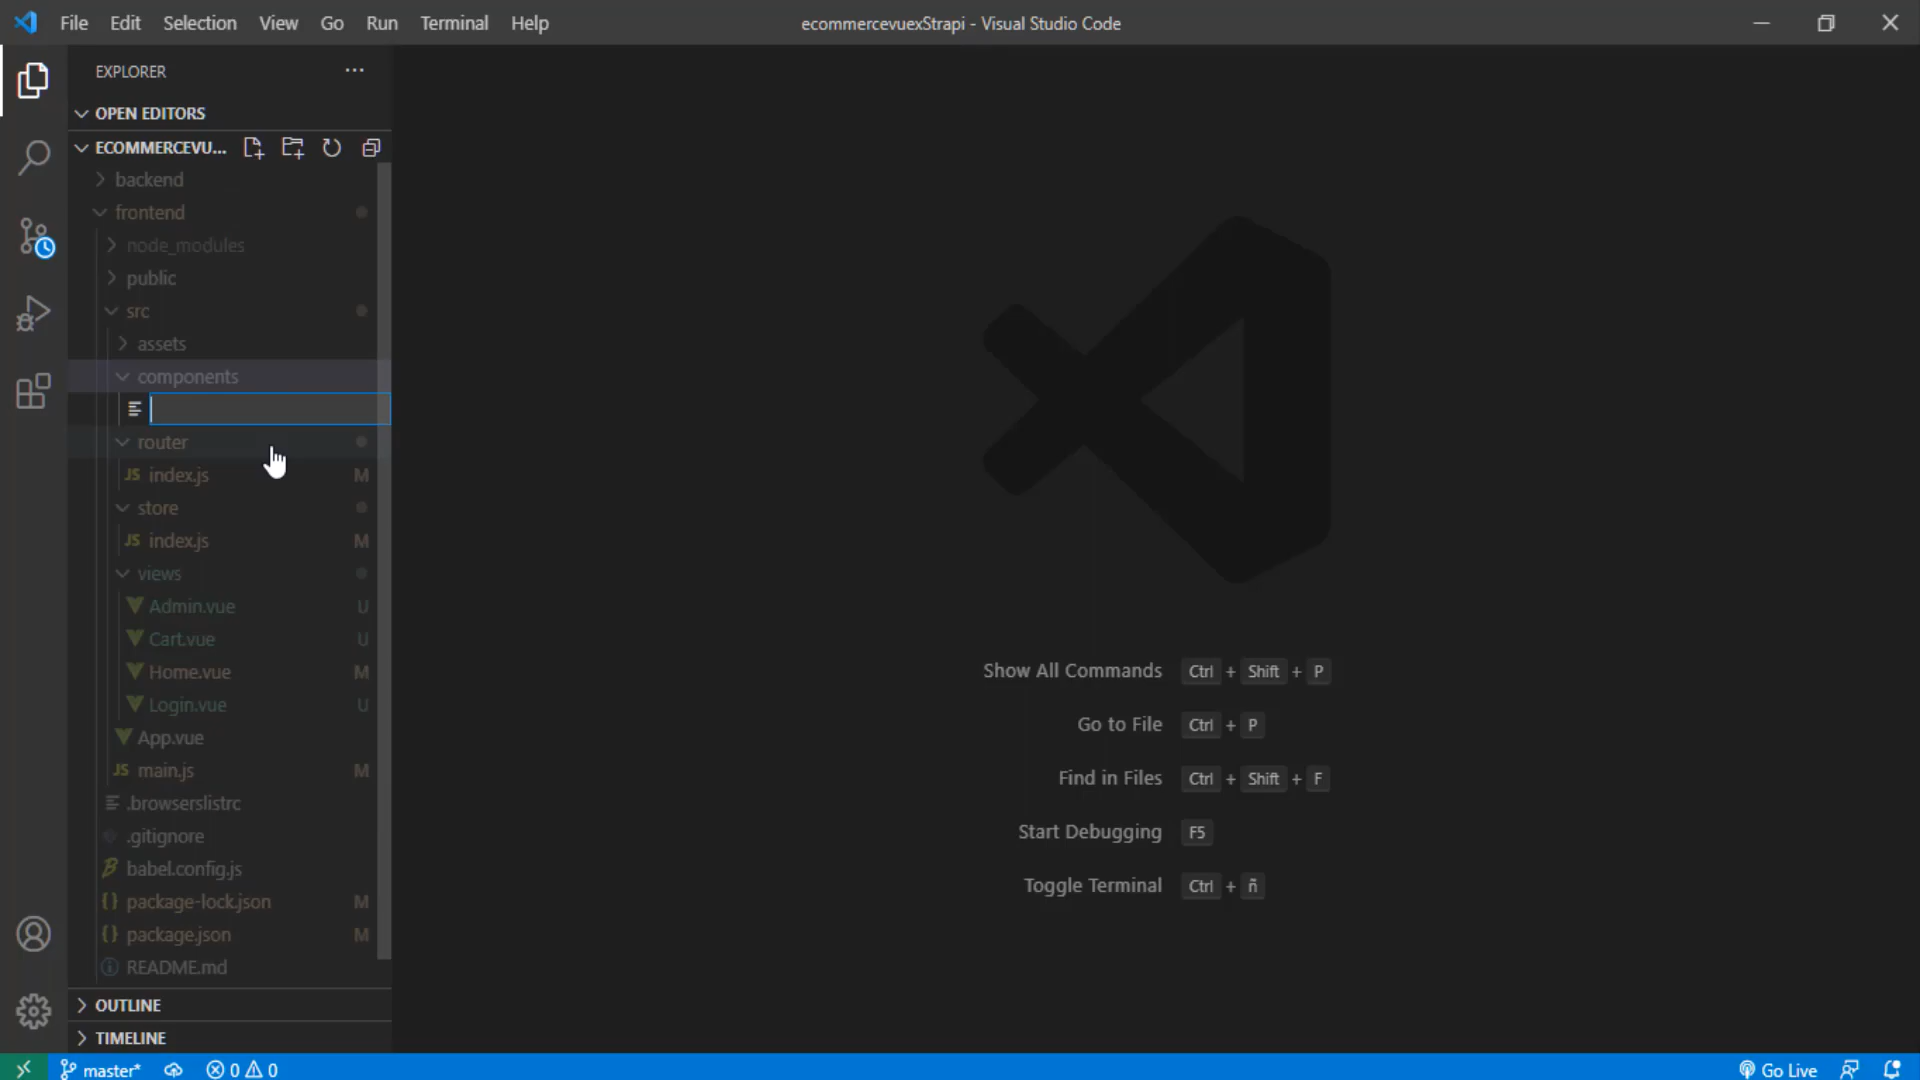 File Edit Selection View Go Run Terminal Help
ecommercevuexStrapi - Visual Studio Code
EXPLORER
OPEN EDITORS
ECOMMERCEVU...
backend
frontend
node_modules
public
src
assets
components
router
JS index.js M
store
JS index.js M
views
Admin.vue U
Cart.vue U
Home.vue M
Login.vue U
App.vue
JS main.js M
.browserslistrc
.gitignore
babel.config.js
{} package-lock.json M
{} package.json M
README.md
OUTLINE
TIMELINE
Show All Commands Ctrl + Shift + P
Go to File Ctrl + P
Find in Files Ctrl + Shift + F
Start Debugging F5
Toggle Terminal Ctrl + ñ
master* 0 0 Go Live